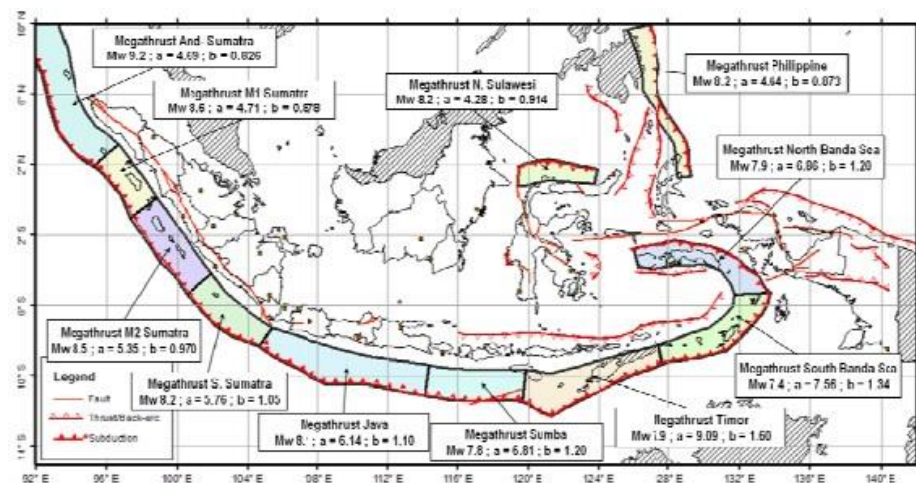 Megathrust And- Sumatra
Mw 9.2 ; a = 4.69 ; b = 0.826
Megathrust M1 Sumatra
Mw 8.6 ; a = 4.71 ; b = 0.878
Megathrust N. Sulawesi
Mw 8.2 ; a = 4.28 ; b = 0.914
Megathrust Philippine
Mw 8.2 ; a = 4.64 ; b = 0.873
Megathrust North Banda Sea
Mw 7.9 ; a = 6.86 ; b = 1.20
Megathrust M2 Sumatra
Mw 8.5 ; a = 5.35 ; b = 0.970
Megathrust S. Sumatra
Mw 8.2 ; a = 5.76 ; b = 1.05
Megathrust Java
a = 6.14 ; b = 1.10
Megathrust Sumba
Mw 7.8 ; a = 6.81 ; b = 1.20
Megathrust Timor
a = 9.09 ; b = 1.60
Megathrust South Banda Sea
Mw 7.4 ; a = 7.56 ; b = 1.34
Legend
Fault
Thrust/Back-arc
Subduction
10° N
2° S
6° S
10° S
14° S
92° E 96° E 100° E 104° E 108° E 112° E 116° E 120° E 124° E 128° E 132° E 136° E 140° E